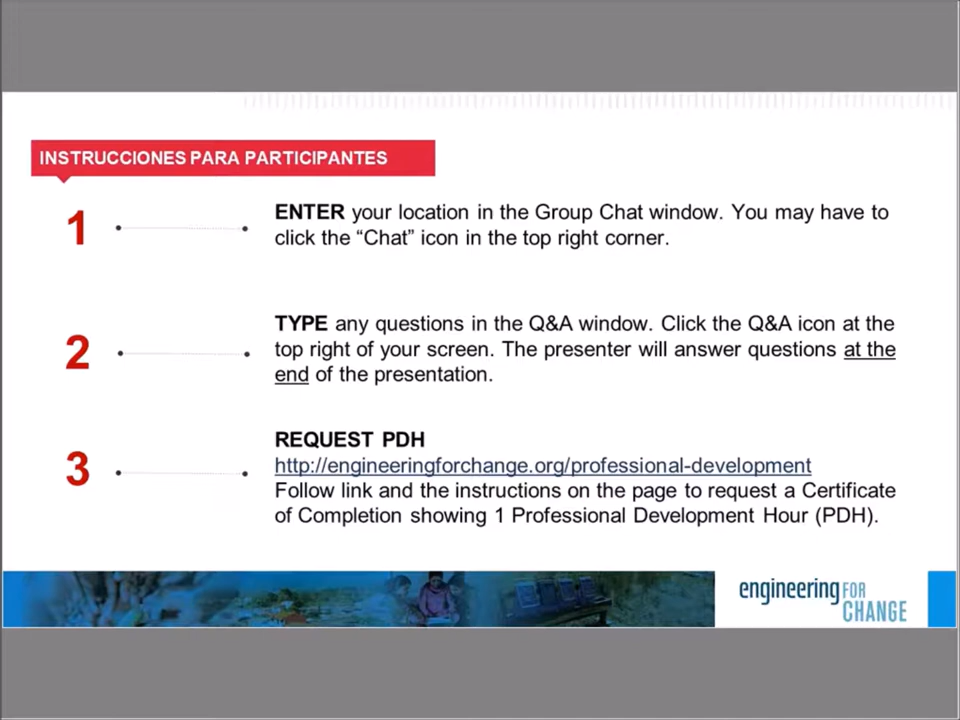 INSTRUCCIONES PARA PARTICIPANTES
1
ENTER your location in the Group Chat window. You may have to
click the “Chat” icon in the top right corner.
2
TYPE any questions in the Q&A window. Click the Q&A icon at the
top right of your screen. The presenter will answer questions at the
end of the presentation.
3
REQUEST PDH
http://engineeringforchange.org/professional-development
Follow link and the instructions on the page to request a Certificate
of Completion showing 1 Professional Development Hour (PDH).
engineering FOR
CHANGE